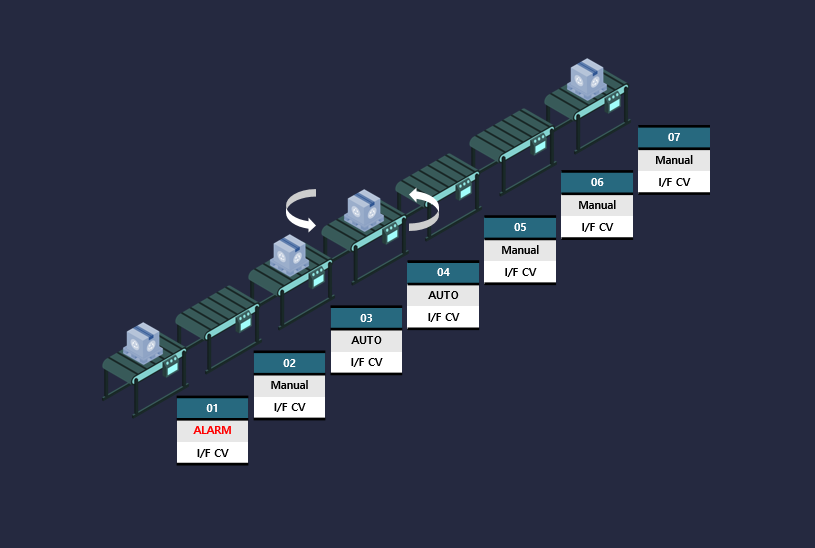 07
Manual
I/F CV
06
Manual
I/F CV
05
Manual
I/F CV
04
AUTO
I/F CV
03
AUTO
I/F CV
02
Manual
I/F CV
01
ALARM
I/F CV